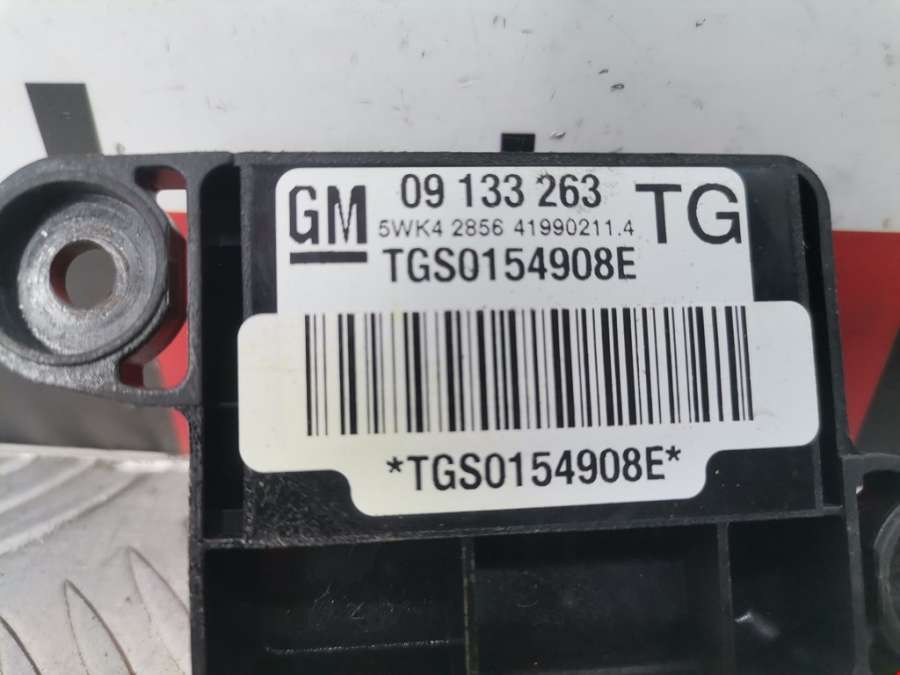 GM 09 133 263 TG
5WK4 2856 41990211.4
TGS0154908E
*TGS0154908E*